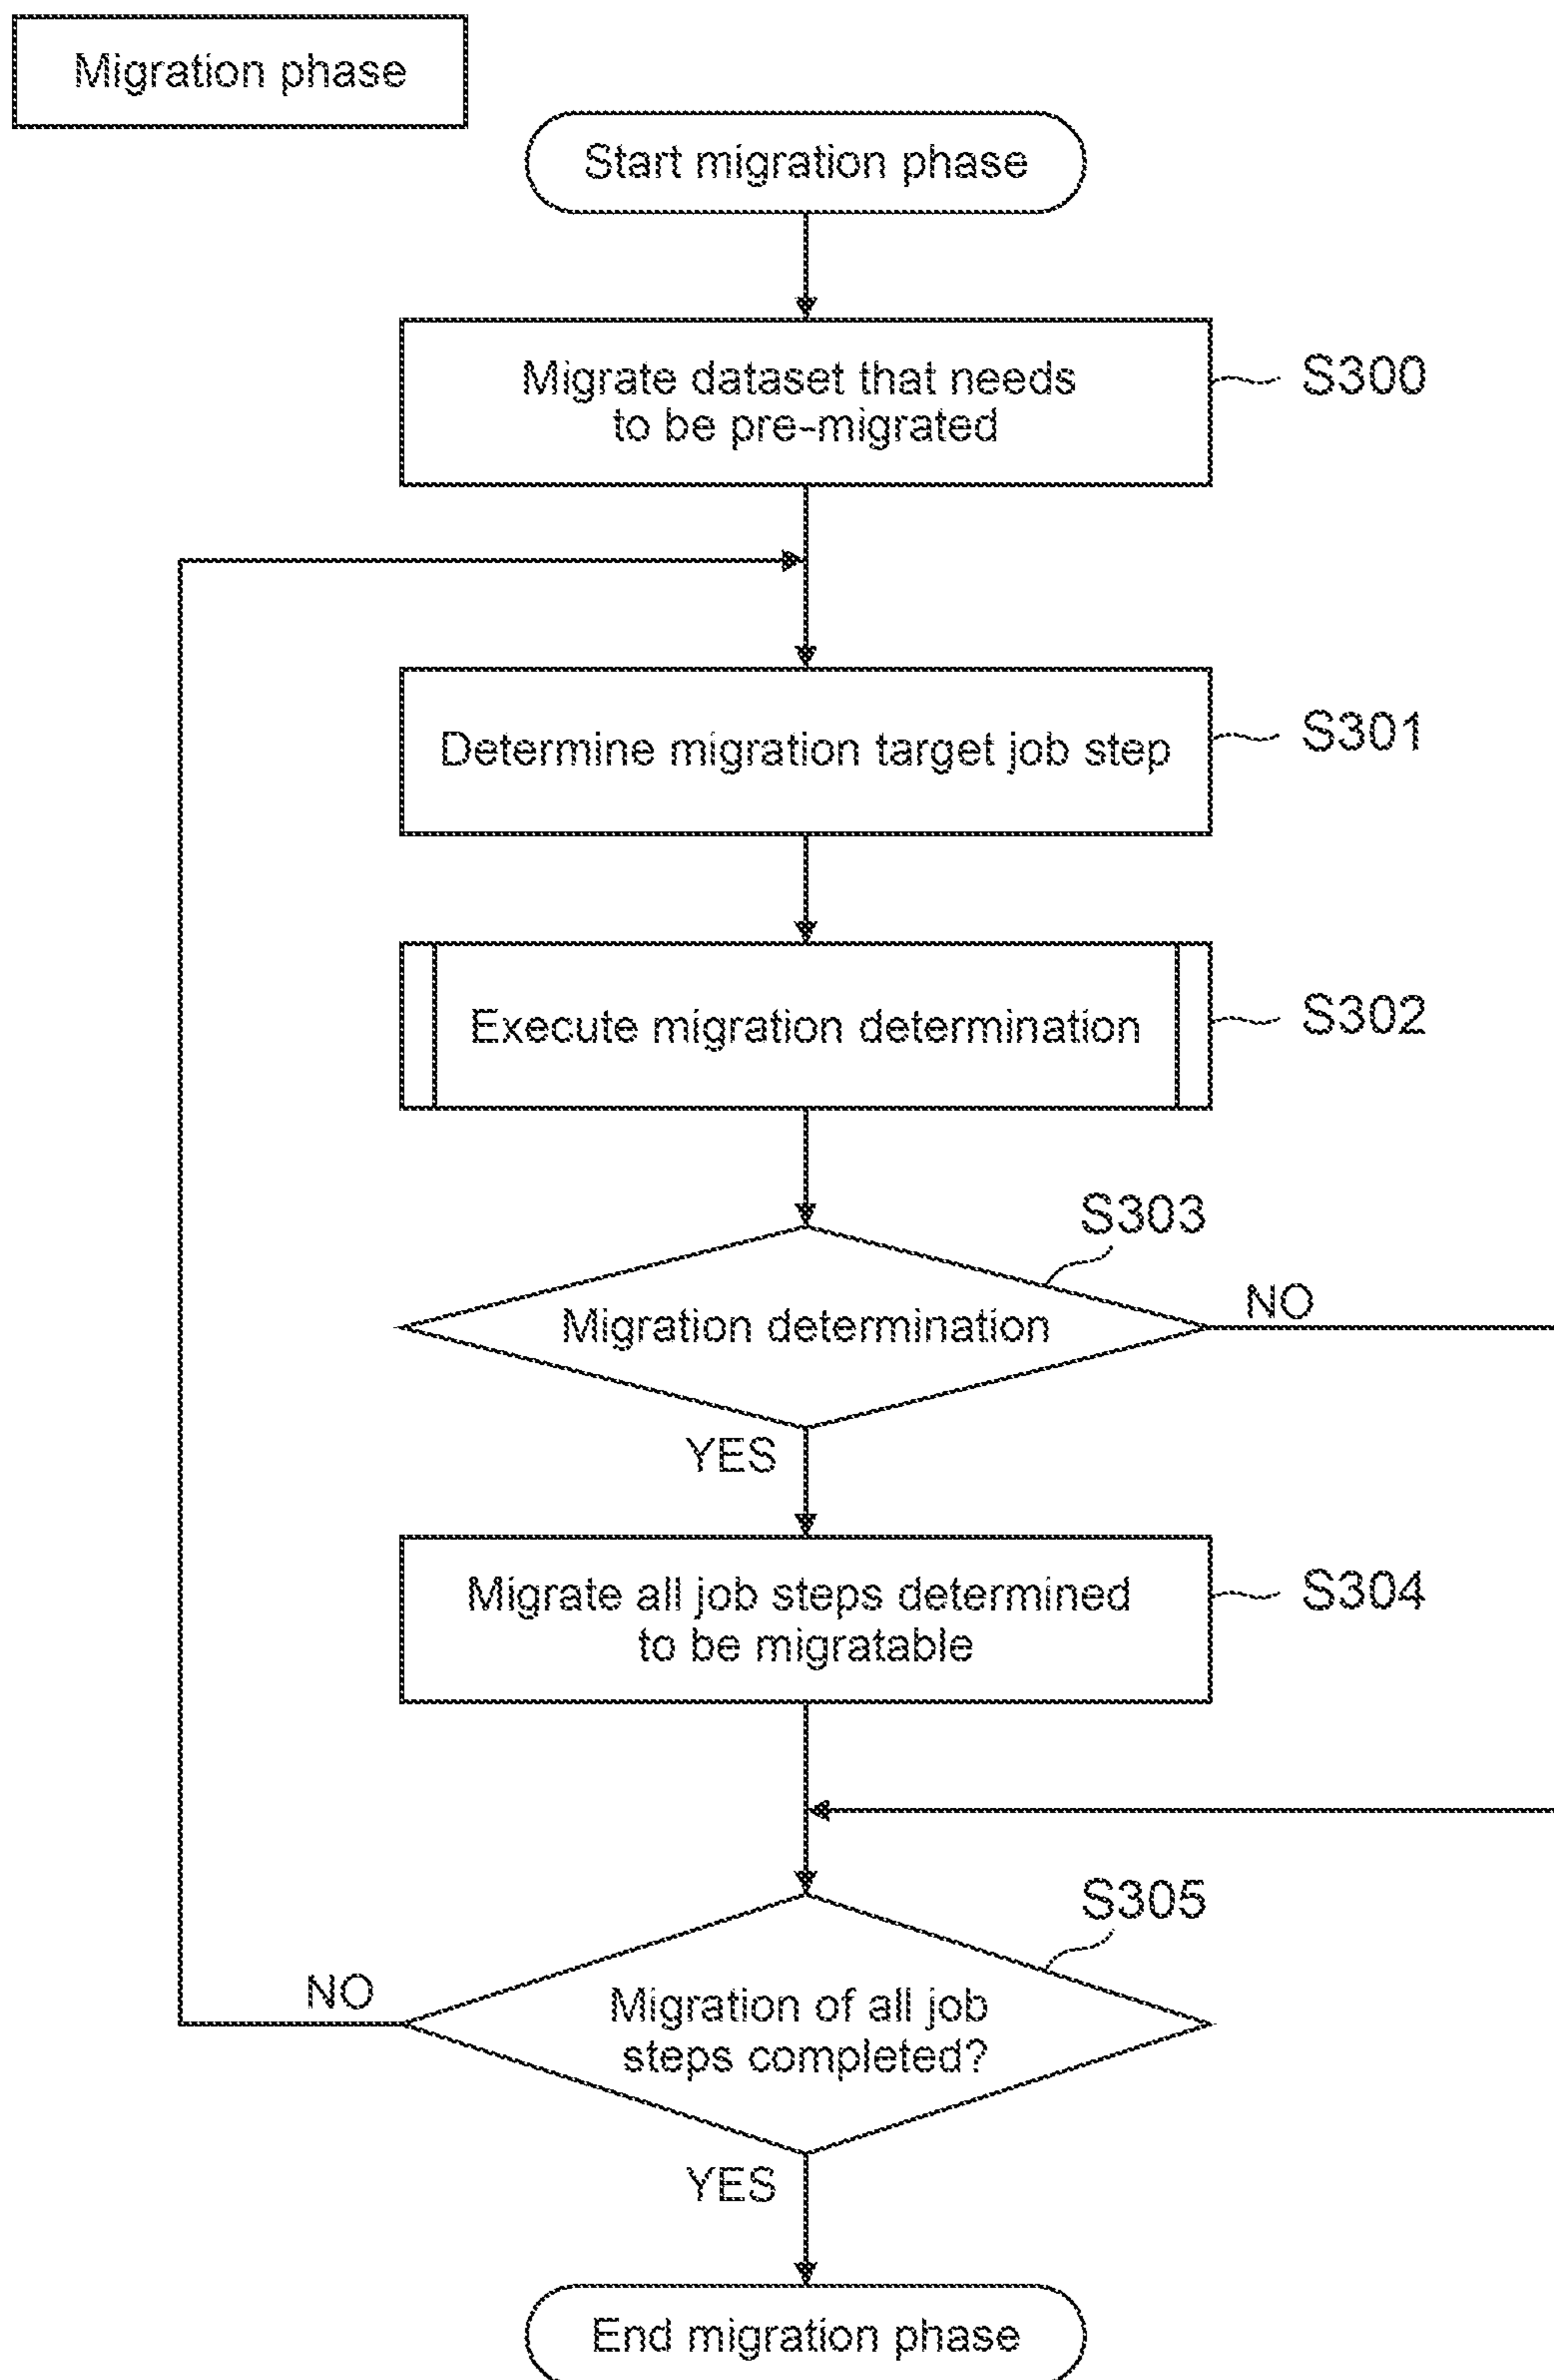 Migration phase
Start migration phase
Migrate dataset that needs
to be pre-migrated
S300
Determine migration target job step
S301
Execute migration determination
S302
S303
Migration determination
NO
YES
Migrate all job steps determined
to be migratable
S304
S305
Migration of all job
steps completed?
NO
YES
End migration phase